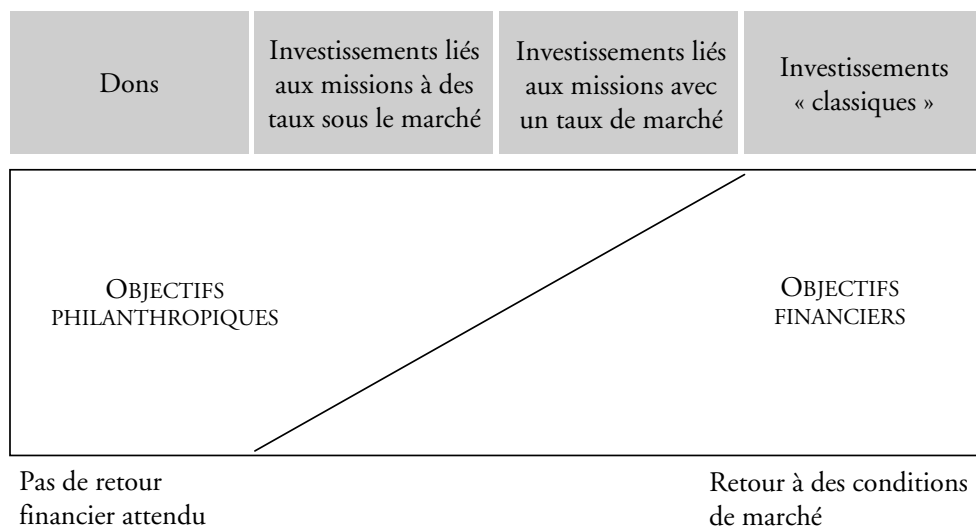 Dons
Investissements liés
aux missions à des
taux sous le marché
Investissements liés
aux missions avec
un taux de marché
Investissements
« classiques »
OBJECTIFS
PHILANTHROPIQUES
OBJECTIFS
FINANCIERS
Pas de retour
financier attendu
Retour à des conditions
de marché